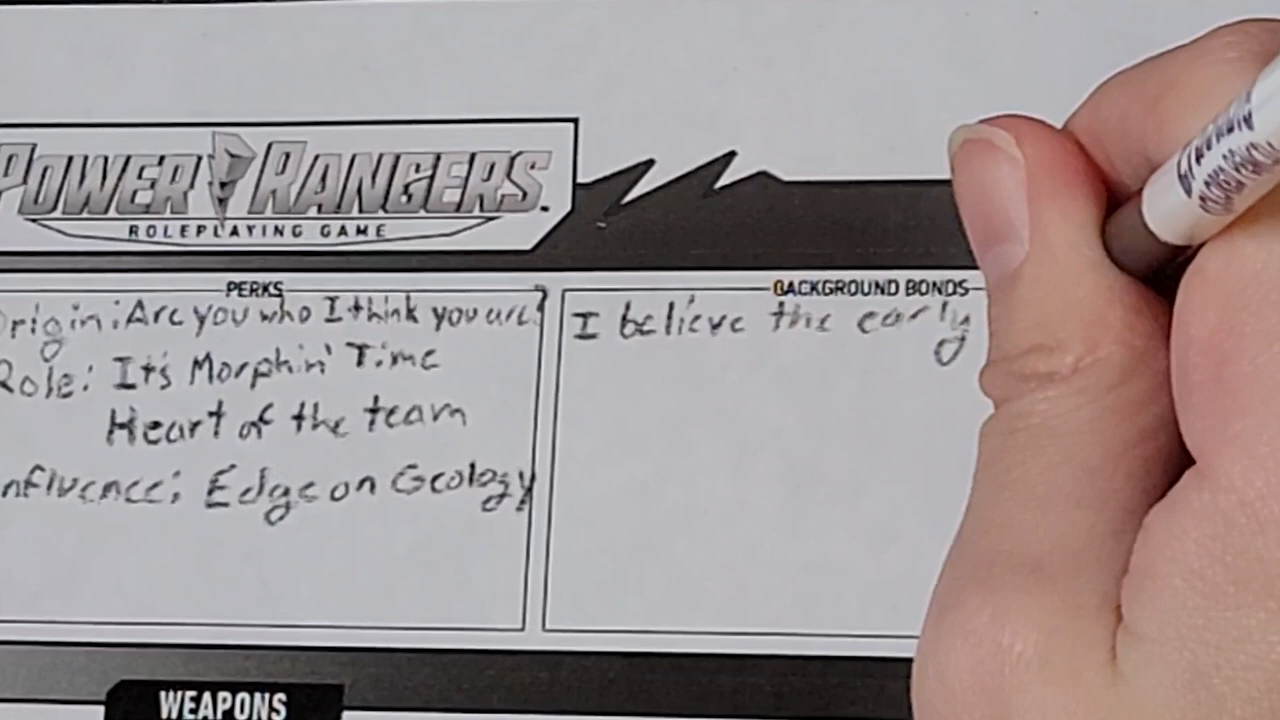 POWER RANGERS
ROLEPLAYING GAME
PERKS
Origin: Are you who I think you are?
Role: It's Morphin' Time
Heart of the team
Influence: Edge on Geology
BACKGROUND BONDS
I believe the early
WEAPONS